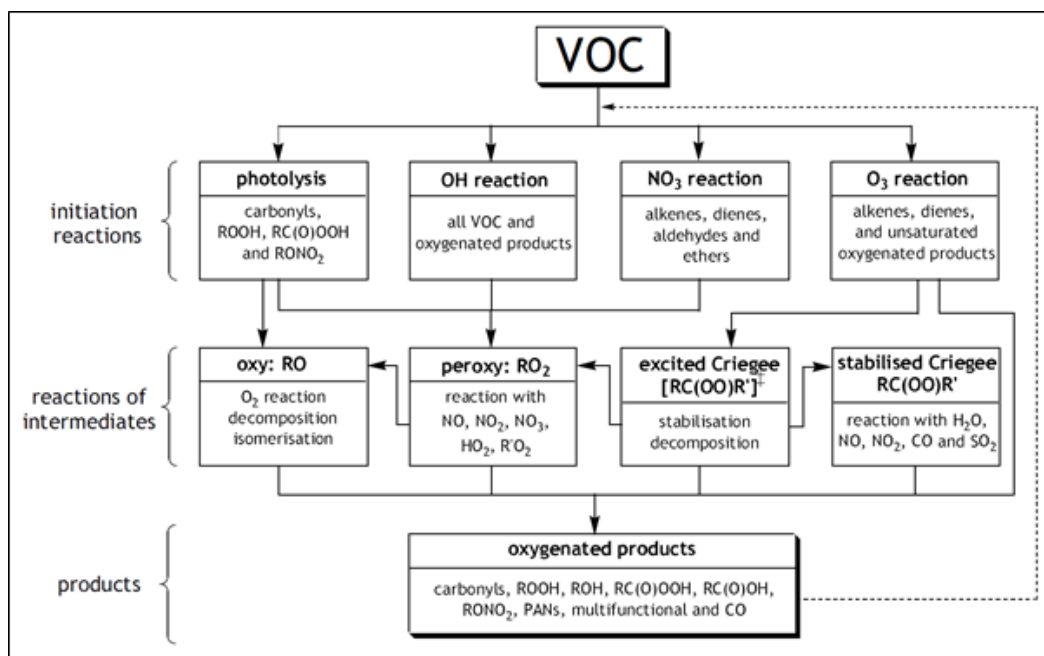 VOC
initiation
reactions
photolysis
carbonyls,
ROOH, RC(O)OOH
and RONO₂
OH reaction
all VOC and
oxygenated products
NO₃ reaction
alkenes, dienes,
aldehydes and
ethers
O₃ reaction
alkenes, dienes,
and unsaturated
oxygenated products
reactions of
intermediates
oxy: RO
O₂ reaction
decomposition
isomerisation
peroxy: RO₂
reaction with
NO, NO₂, NO₃,
HO₂, R'O₂
excited Criegee
[RC(OO)R']‡
stabilisation
decomposition
stabilised Criegee
RC(OO)R'
reaction with H₂O,
NO, NO₂, CO and SO₂
products
oxygenated products
carbonyls, ROOH, ROH, RC(O)OOH, RC(O)OH,
RONO₂, PANs, multifunctional and CO